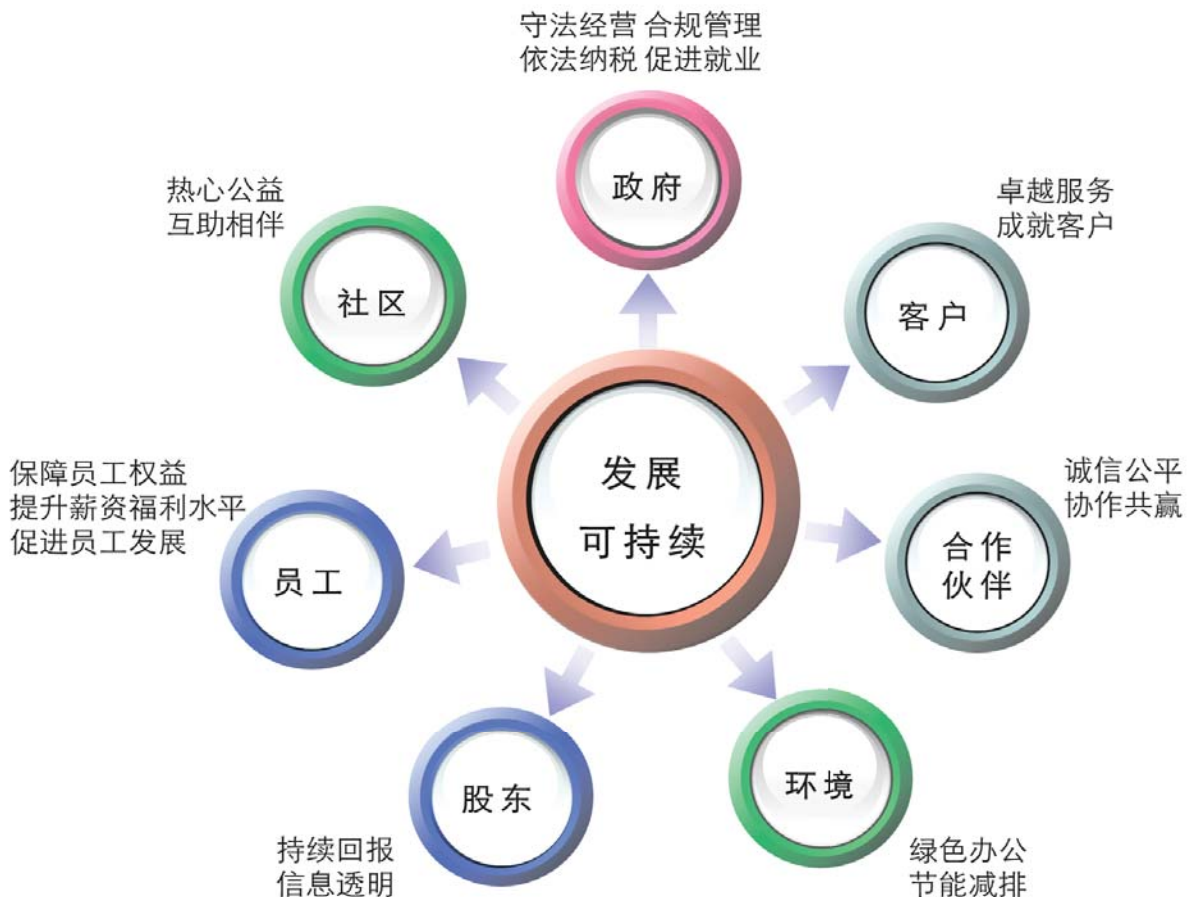 守法经营 合规管理
依法纳税 促进就业
政府
热心公益
互助相伴
社区
卓越服务
成就客户
客户
发展
可持续
保障员工权益
提升薪资福利水平
促进员工发展
员工
诚信公平
协作共赢
合作
伙伴
股东
持续回报
信息透明
环境
绿色办公
节能减排